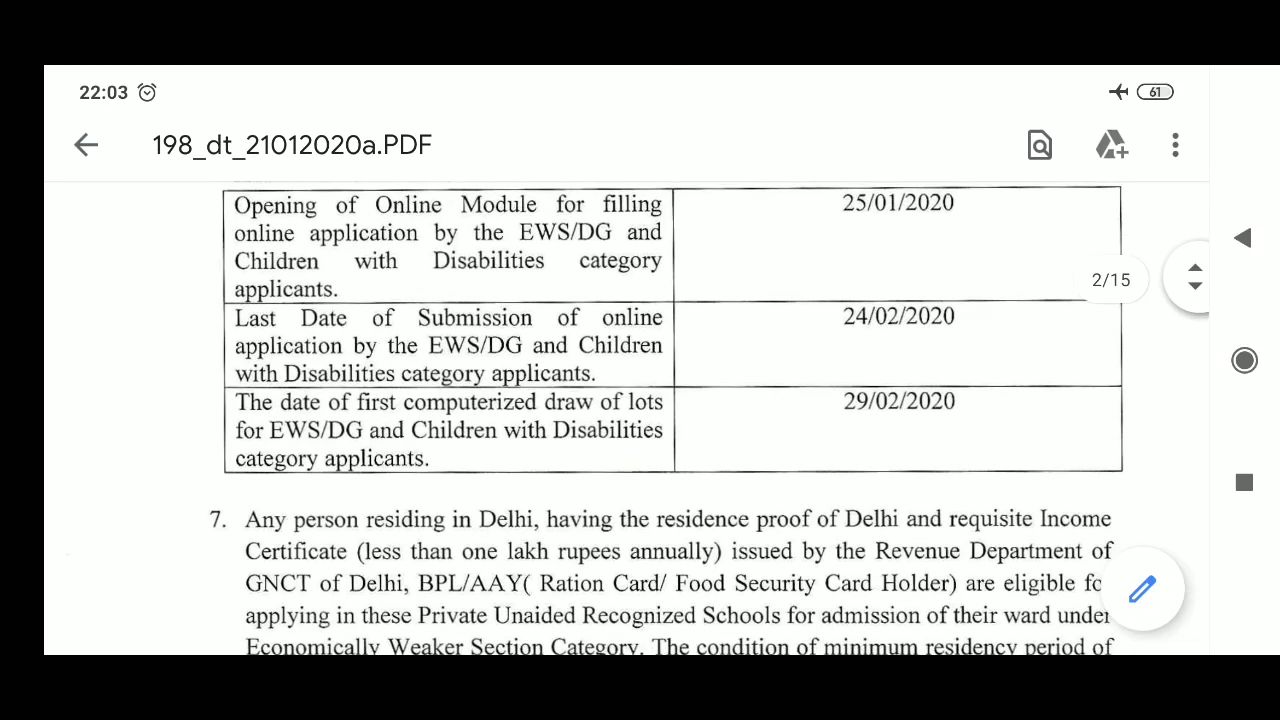 22:03
61
198_dt_21012020a.PDF
Opening of Online Module for filling
online application by the EWS/DG and
Children with Disabilities category
applicants.
25/01/2020
2/15
Last Date of Submission of online
application by the EWS/DG and Children
with Disabilities category applicants.
24/02/2020
The date of first computerized draw of lots
for EWS/DG and Children with Disabilities
category applicants.
29/02/2020
7. Any person residing in Delhi, having the residence proof of Delhi and requisite Income
Certificate (less than one lakh rupees annually) issued by the Revenue Department of
GNCT of Delhi, BPL/AAY( Ration Card/ Food Security Card Holder) are eligible fo
applying in these Private Unaided Recognized Schools for admission of their ward under
Economically Weaker Section Category. The condition of minimum residency period of